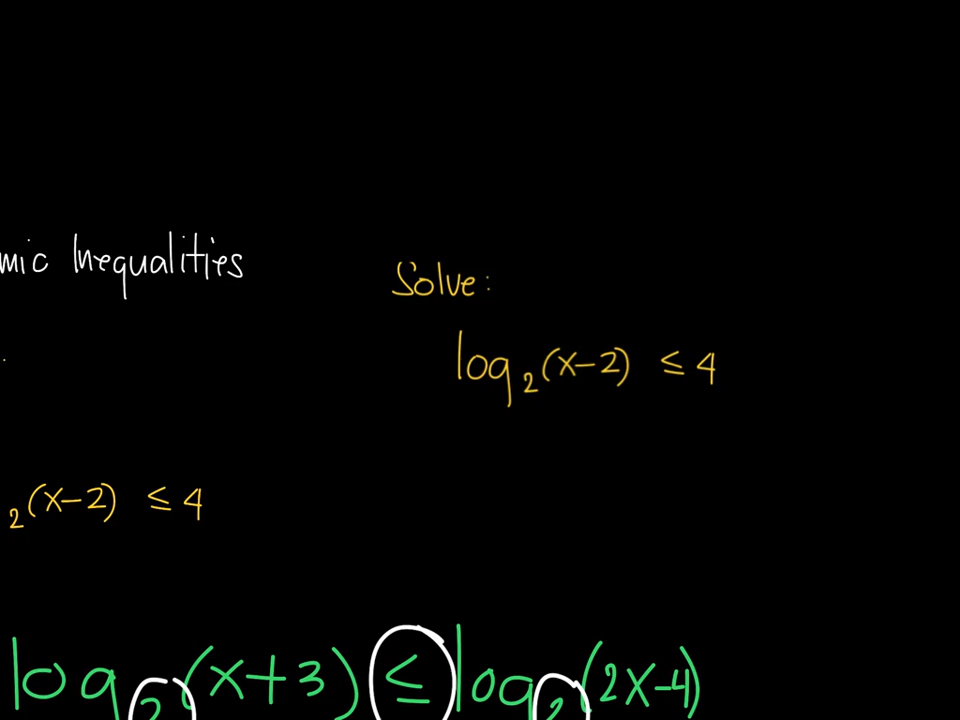 mic Inequalities
Solve:
log₂(x-2) ≤ 4
₂(x-2) ≤ 4
log₂(x+3) ≤ log₂(2x-4)